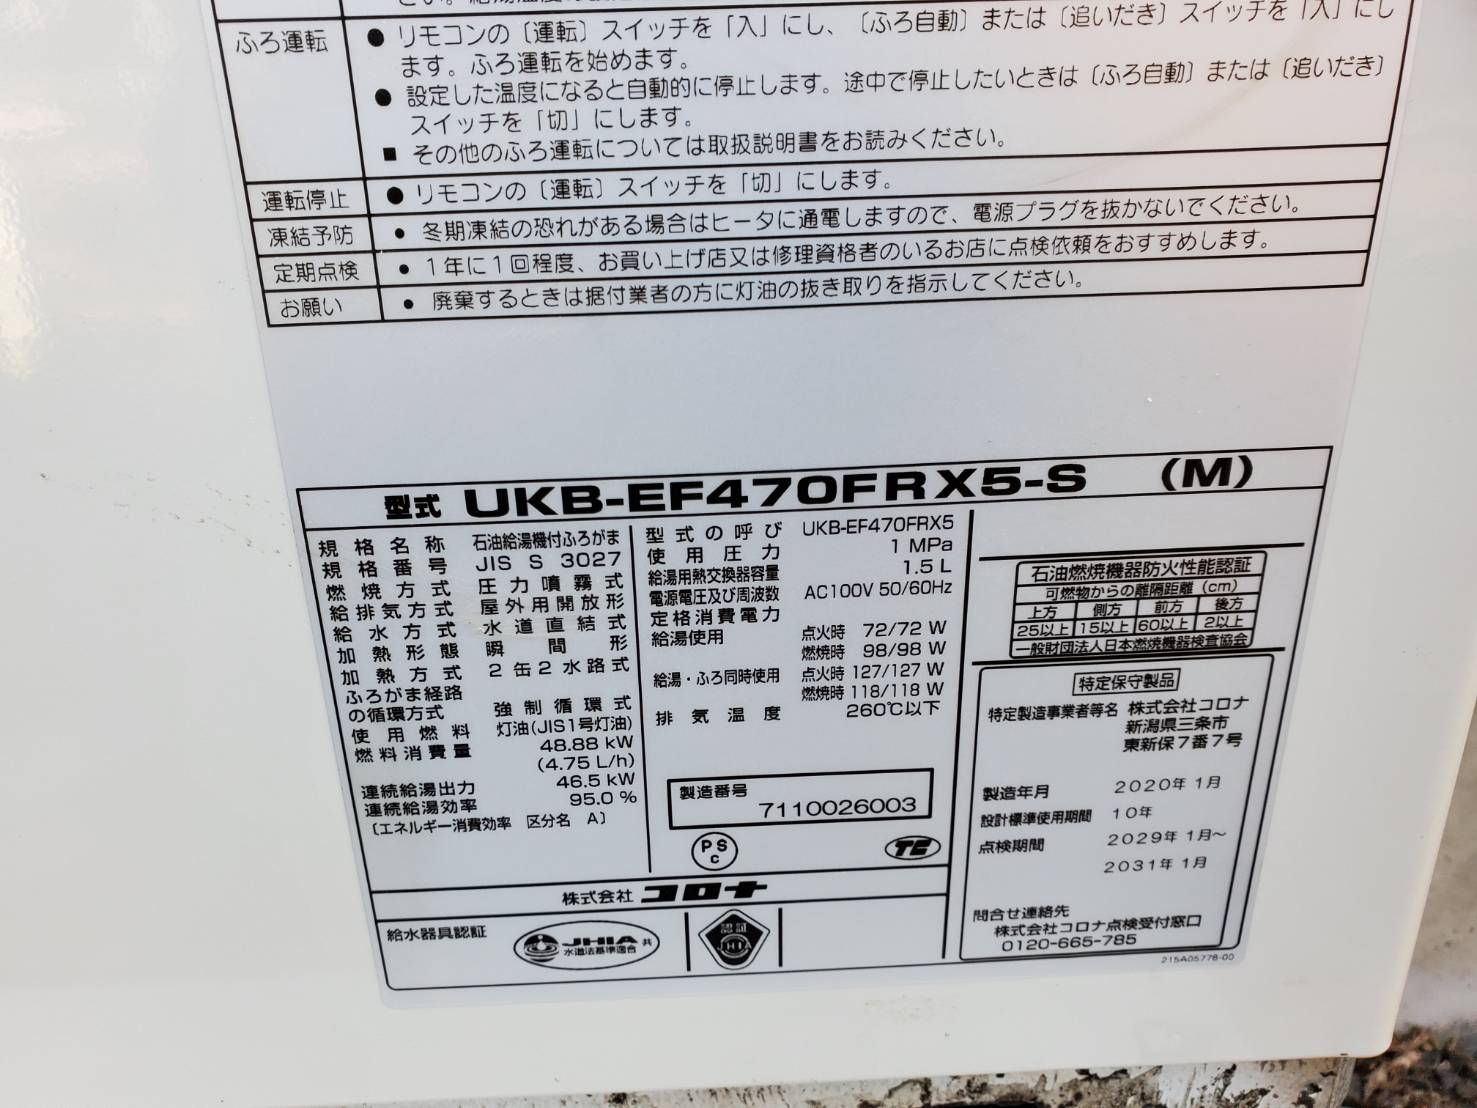 ふろ運転
● リモコンの〔運転〕スイッチを「入」にし、〔ふろ自動〕または〔追いだき〕スイッチを「入」にし
ます。ふろ運転を始めます。
● 設定した温度になると自動的に停止します。途中で停止したいときは〔ふろ自動〕または〔追いだき〕
スイッチを「切」にします。
■ その他のふろ運転については取扱説明書をお読みください。
運転停止 ● リモコンの〔運転〕スイッチを「切」にします。
凍結予防 ● 冬期凍結の恐れがある場合はヒータに通電しますので、電源プラグを抜かないでください。
定期点検 ● 1年に1回程度、お買い上げ店又は修理資格者のいるお店に点検依頼をおすすめします。
お願い ● 廃棄するときは据付業者の方に灯油の抜き取りを指示してください。
型式 UKB-EF470FRX5-S (M)
規格名称 石油給湯機付ふろがま
規格番号 JIS S 3027
燃焼方式 圧力噴霧式
給排気方式 屋外用開放形
給水方式 水道直結式
加熱形態 瞬間形
加熱方式 2缶2水路式
ふろがま経路
の循環方式 強制循環式
使用燃料 灯油(JIS1号灯油)
燃料消費量 48.88 kW
(4.75 L/h)
連続給湯出力 46.5 kW
連続給湯効率 95.0 %
〔エネルギー消費効率 区分名 A〕
型式の呼び UKB-EF470FRX5
使用圧力 1 MPa
給湯用熱交換器容量 1.5 L
電源電圧及び周波数 AC100V 50/60Hz
定格消費電力
給湯使用 点火時 72/72 W
燃焼時 98/98 W
給湯・ふろ同時使用 点火時 127/127 W
燃焼時 118/118 W
排気温度 260℃以下
製造番号
7110026003
PS
C
株式会社 コロナ
給水器具認証
JHIA 共
水道法基準適合
認証
JHIA
石油燃焼機器防火性能認証
可燃物からの離隔距離 (cm)
上方 側方 前方 後方
25以上 15以上 60以上 2以上
一般財団法人日本燃焼機器検査協会
特定保守製品
特定製造事業者等名 株式会社コロナ
新潟県三条市
東新保7番7号
製造年月 2020年 1月
設計標準使用期間 10年
点検期間 2029年 1月～
2031年 1月
問合せ連絡先
株式会社コロナ点検受付窓口
0120-665-785
215A05778-00